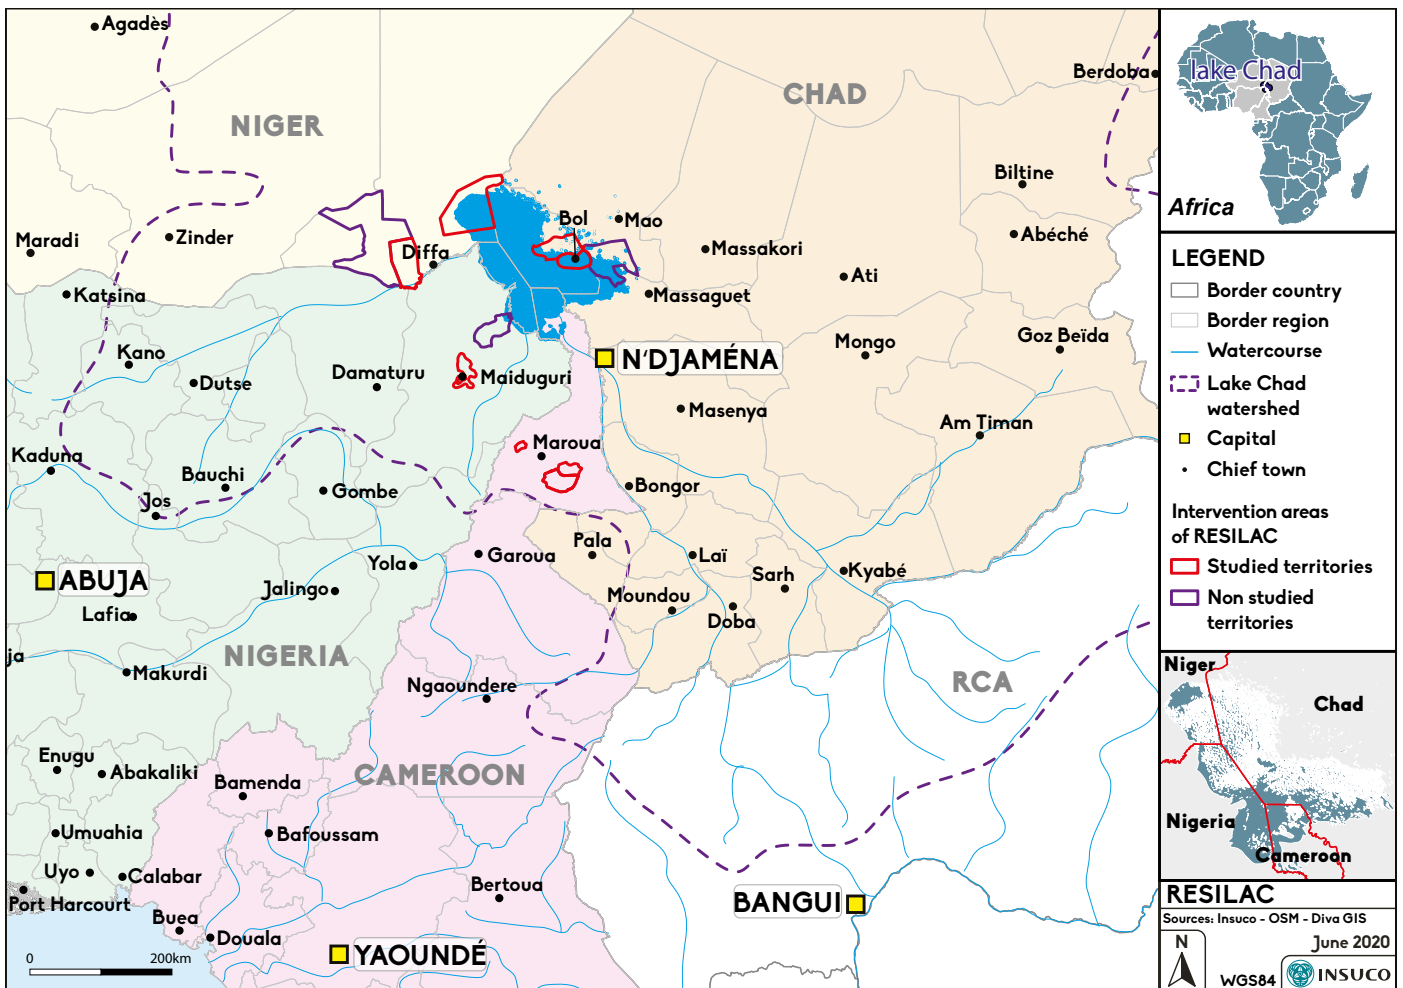 Agadès
NIGER
CHAD
Berdoba
Biltine
Maradi
Zinder
Diffa
Bol
Mao
Massakori
Abéché
Ati
Katsina
Massaguet
Kano
Dutse
Damaturu
Maiduguri
N'DJAMÉNA
Mongo
Goz Beïda
Masenya
Am Timan
Kaduna
Bauchi
Gombe
Maroua
Bongor
Jos
ABUJA
Lafia
Yola
Jalingo
Garoua
Pala
Laï
Sarh
Kyabé
Moundou
Doba
ja
Makurdi
NIGERIA
Ngaoundere
RCA
Enugu
Abakaliki
Bamenda
CAMEROON
Umuahia
Bafoussam
Uyo
Calabar
Port Harcourt
Bertoua
BANGUI
Buea
Douala
YAOUNDÉ
0 200km
lake Chad
Africa
LEGEND
Border country
Border region
Watercourse
Lake Chad
watershed
Capital
Chief town
Intervention areas
of RESILAC
Studied territories
Non studied
territories
Niger
Chad
Nigeria
Cameroon
RESILAC
Sources: Insuco - OSM - Diva GIS
N
June 2020
WGS84
INSUCO